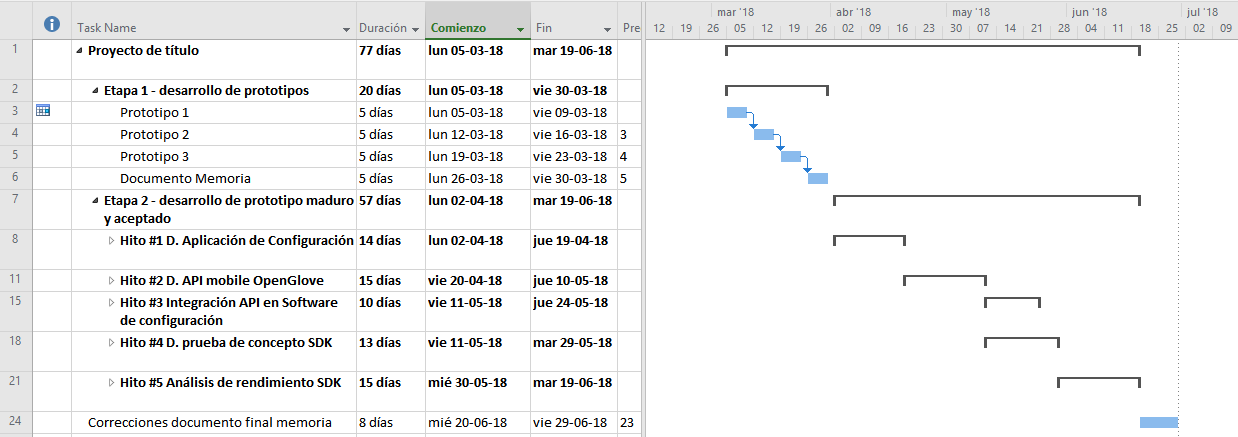 mar '18 abr '18 may '18 jun '18 jul '18
Task Name Duración Comienzo Fin Pre 12 19 26 05 12 19 26 02 09 16 23 30 07 14 21 28 04 11 18 25 02 09
1 Proyecto de título 77 días lun 05-03-18 mar 19-06-18
2 Etapa 1 - desarrollo de prototipos 20 días lun 05-03-18 vie 30-03-18
3 Prototipo 1 5 días lun 05-03-18 vie 09-03-18
4 Prototipo 2 5 días lun 12-03-18 vie 16-03-18 3
5 Prototipo 3 5 días lun 19-03-18 vie 23-03-18 4
6 Documento Memoria 5 días lun 26-03-18 vie 30-03-18 5
7 Etapa 2 - desarrollo de prototipo maduro 57 días lun 02-04-18 mar 19-06-18
y aceptado
8 Hito #1 D. Aplicación de Configuración 14 días lun 02-04-18 jue 19-04-18
11 Hito #2 D. API mobile OpenGlove 15 días vie 20-04-18 jue 10-05-18
15 Hito #3 Integración API en Software 10 días vie 11-05-18 jue 24-05-18
de configuración
18 Hito #4 D. prueba de concepto SDK 13 días vie 11-05-18 mar 29-05-18
21 Hito #5 Análisis de rendimiento SDK 15 días mié 30-05-18 mar 19-06-18
24 Correcciones documento final memoria 8 días mié 20-06-18 vie 29-06-18 23